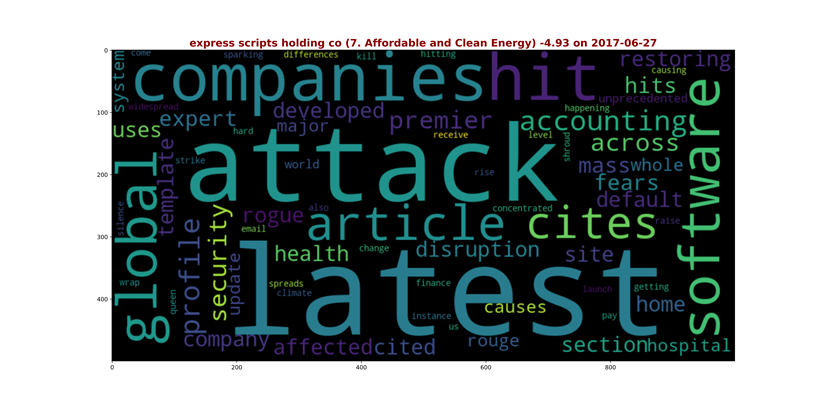 express scripts holding co (7. Affordable and Clean Energy) -4.93 on 2017-06-27
0
100
200
300
400
0
200
400
600
800
come
sparking
differences
kill
hitting
restoring
system
companies
hit
causing
hits
unprecedented
widespread
developed
happening
software
expert
premier
accounting
uses
hard
major
receive
level
across
attack
shroud
template
strike
world
rise
mass
whole
fears
default
global
silence
rogue
also
article
concentrated
cites
raise
profile
security
email
health
change
disruption
site
latest
wrap
queen
update
spreads
climate
finance
causes
launch
getting
home
instance
us
pay
company
affected
cited
rouge
section
hospital